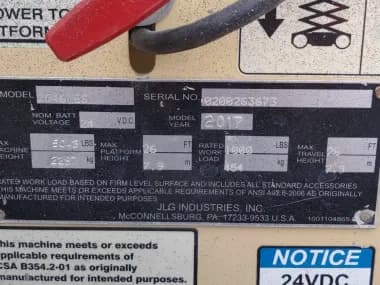 POWER TO
PLATFORM
MODEL
SERIAL NO. 0200263673
NOM. BATT. VOLTAGE 24 VDC
MODEL YEAR 2017
MAX. MACHINE WEIGHT LBS kg
MAX. PLATFORM HEIGHT 26 FT M
RATED WORK LOAD 1000 LBS 454 kg
MAX. TRAVEL HEIGHT FT M
RATED WORK LOAD BASED ON FIRM LEVEL SURFACE AND INCLUDES ALL STANDARD
THIS MACHINE MEETS OR EXCEEDS APPLICABLE REQUIREMENTS OF ANSI A92.6-2006 AS ORIGINALLY
MANUFACTURED FOR INTENDED PURPOSES.
JLG INDUSTRIES, INC.
McCONNELLSBURG, PA. 17233-9533 U.S.A.
1001104865
This machine meets or exceeds
applicable requirements of
CSA B354.2-01 as originally
manufactured for intended purposes.
NOTICE
24VDC